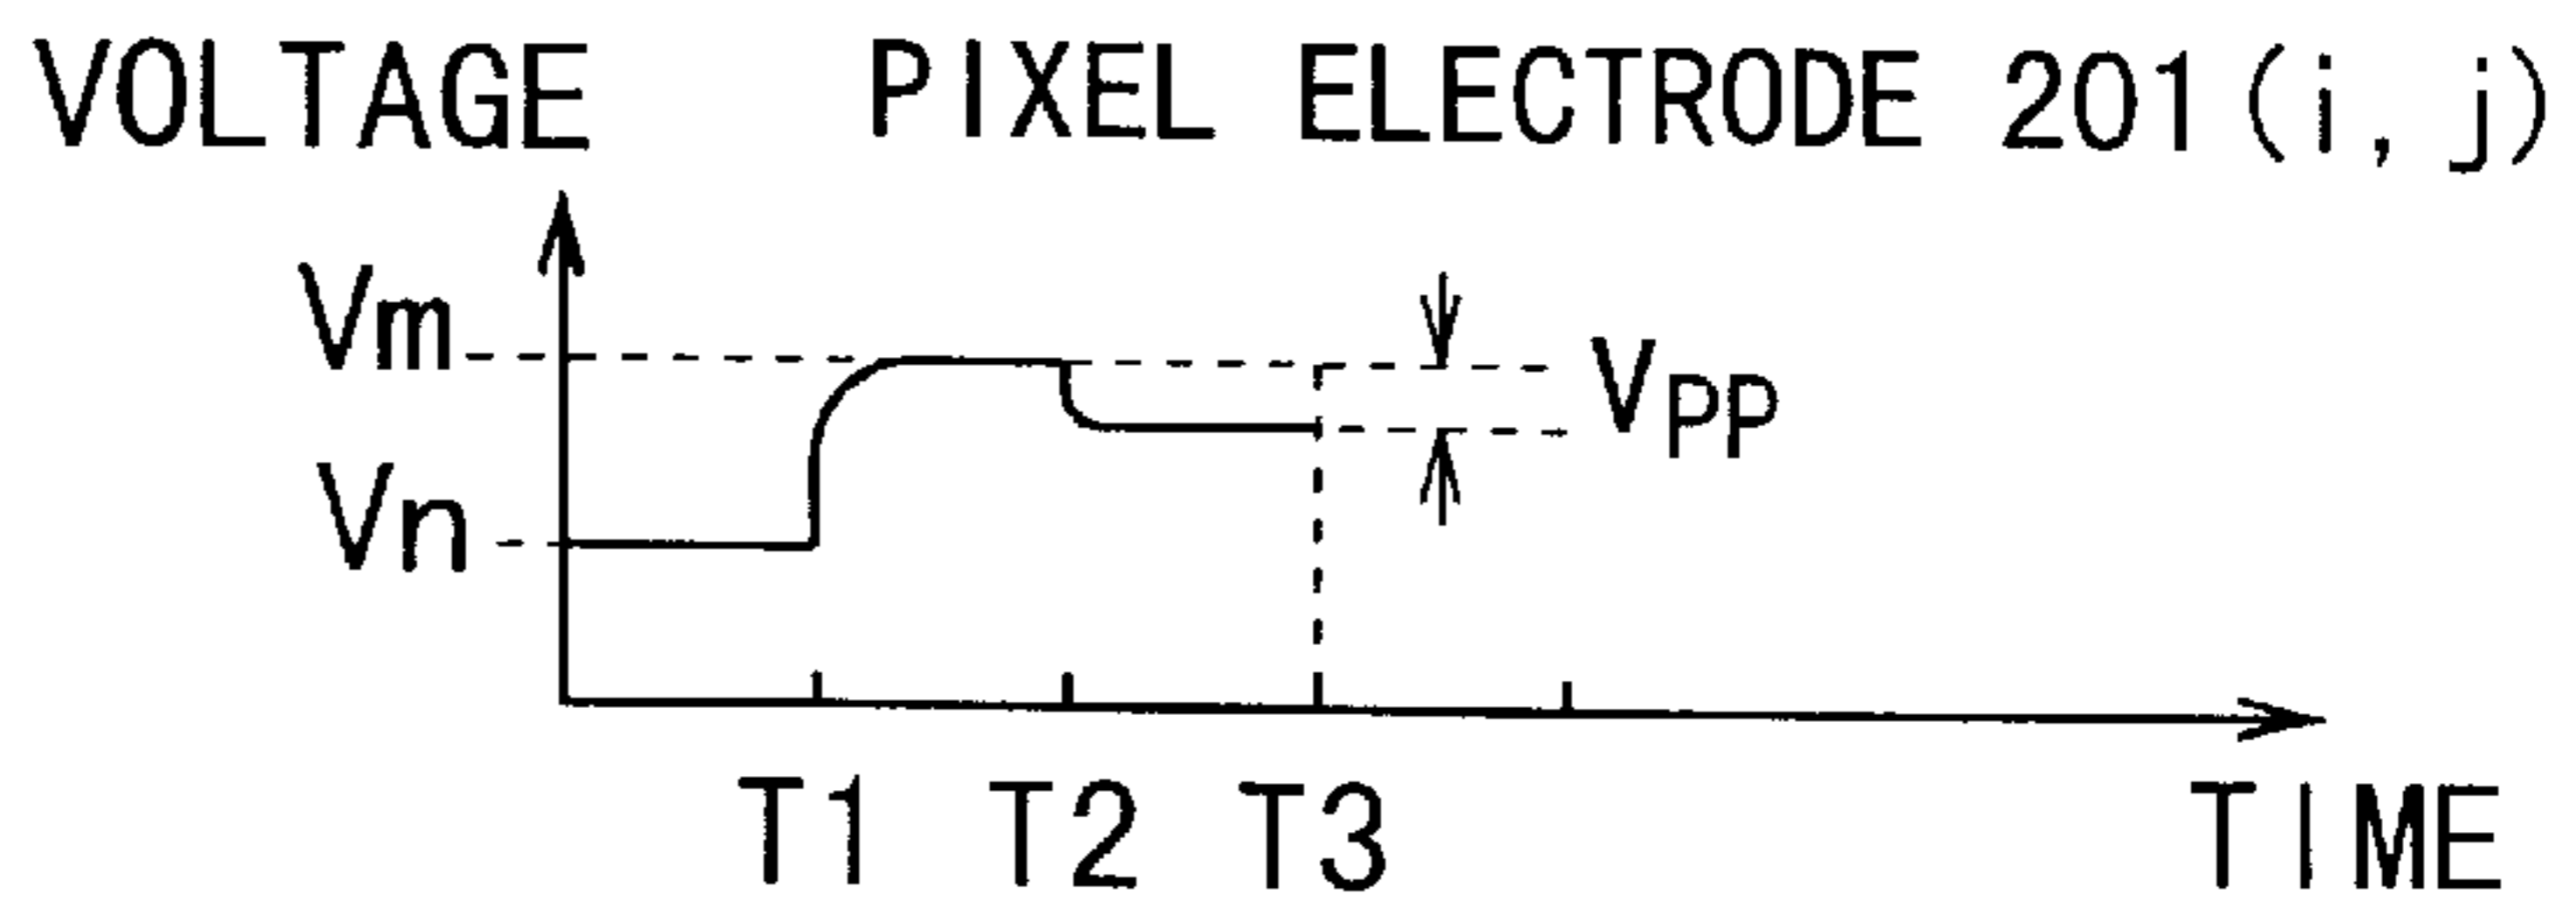 VOLTAGE PIXEL ELECTRODE 201(i, j)
Vm
VPP
Vn
T1 T2 T3
TIME